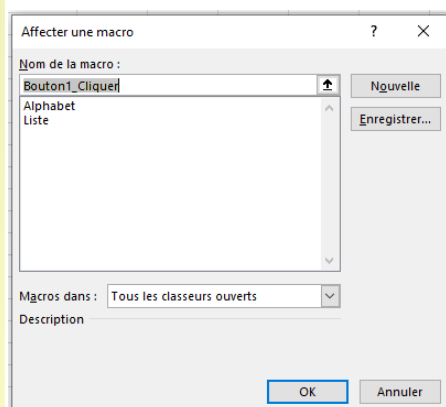 Affecter une macro ? ×
Nom de la macro :
Bouton1_Cliquer
Nouvelle
Alphabet
Liste
Enregistrer...
Macros dans : Tous les classeurs ouverts
Description
OK Annuler